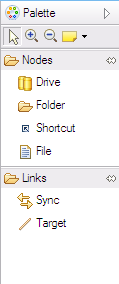 Palette
Nodes
Drive
Folder
Shortcut
File
Links
Sync
Target